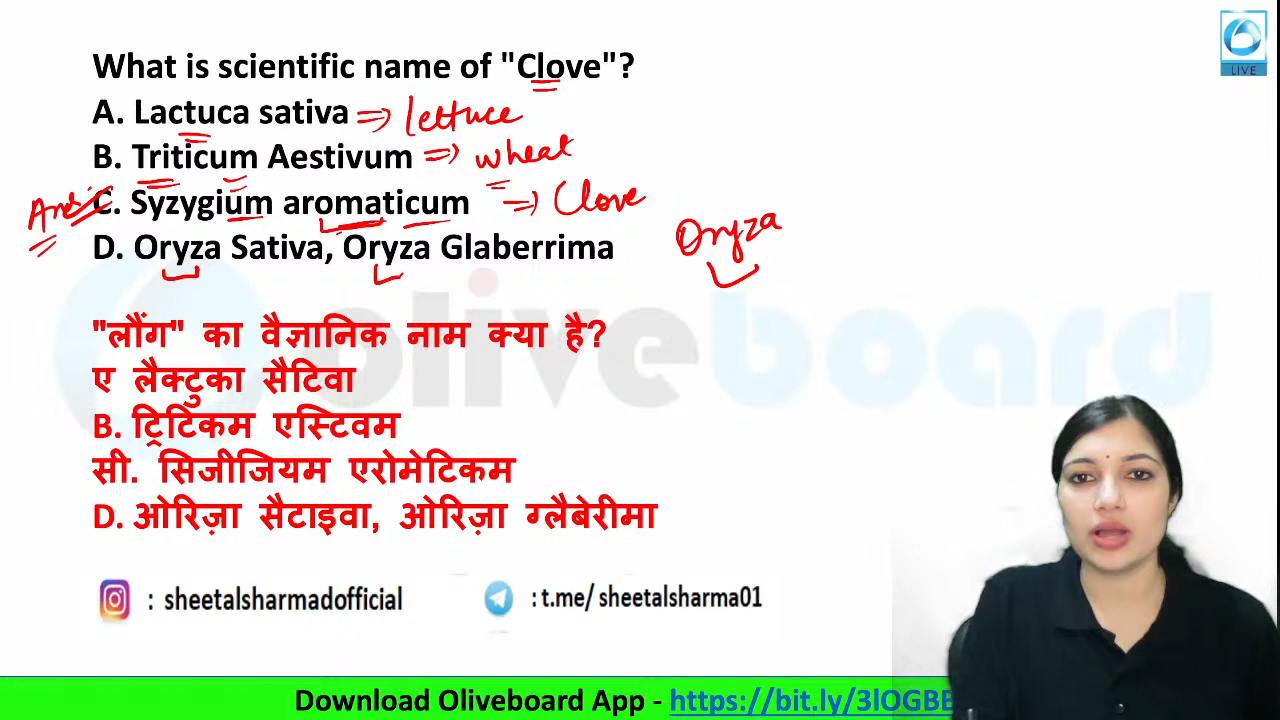 What is scientific name of "Clove"?
A. Lactuca sativa => lettuce
B. Triticum Aestivum => wheat
Ans: C. Syzygium aromaticum => Clove
D. Oryza Sativa, Oryza Glaberrima
Oryza
"लौंग" का वैज्ञानिक नाम क्या है?
ए लैक्टुका सैटिवा
B. ट्रिटिकम एस्टिवम
सी. सिजीजियम एरोमेटिकम
D. ओरिज़ा सैटाइवा, ओरिज़ा ग्लैबेरीमा
: sheetalsharmadofficial
: t.me/ sheetalsharma01
Download Oliveboard App - https://bit.ly/3lOGBE
oliveboard
LIVE